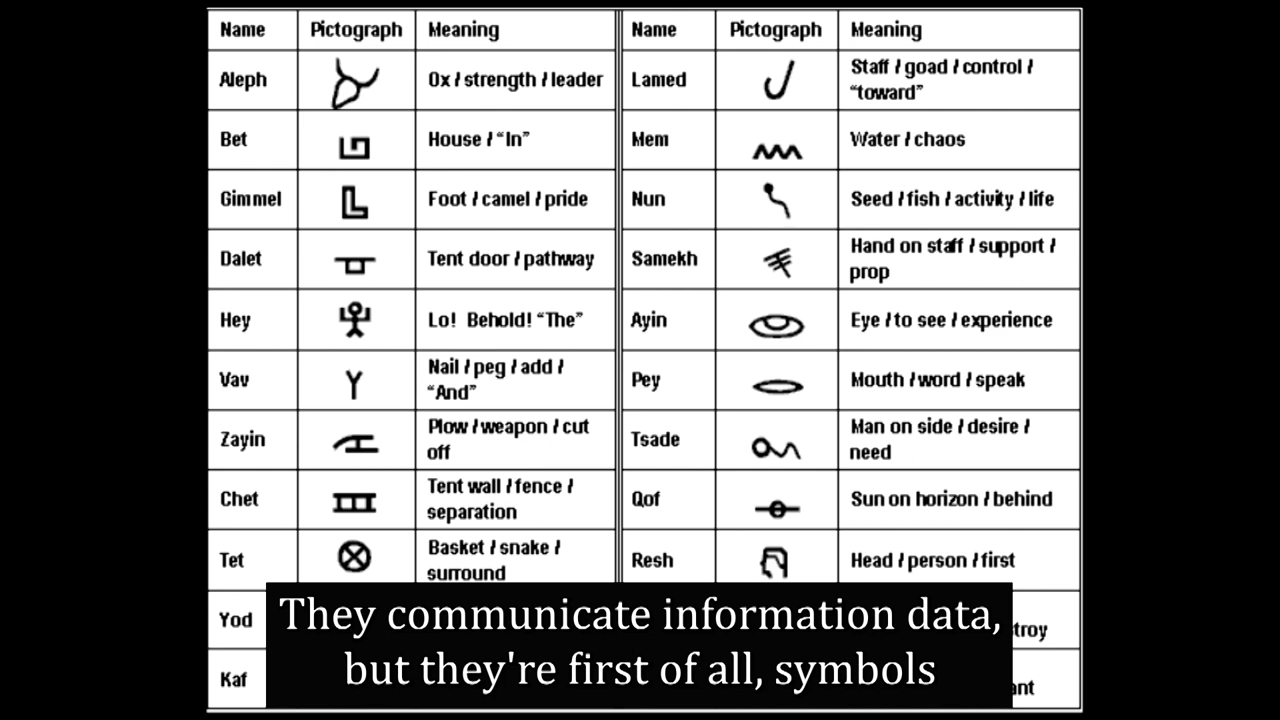 Name Pictograph Meaning Name Pictograph Meaning
Aleph Ox / strength / leader Lamed Staff / goad / control / "toward"
Bet House / "In" Mem Water / chaos
Gimmel Foot / camel / pride Nun Seed / fish / activity / life
Dalet Tent door / pathway Samekh Hand on staff / support / prop
Hey Lo! Behold! "The" Ayin Eye / to see / experience
Vav Nail / peg / add / "And" Pey Mouth / word / speak
Zayin Plow / weapon / cut off Tsade Man on side / desire / need
Chet Tent wall / fence / separation Qof Sun on horizon / behind
Tet Basket / snake / surround Resh Head / person / first
Yod
Kaf
They communicate information data,
but they're first of all, symbols